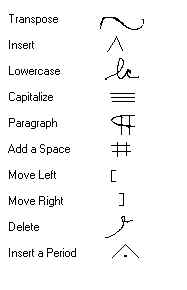 Transpose
Insert
Lowercase lc
Capitalize
Paragraph ¶
Add a Space #
Move Left [
Move Right ]
Delete
Insert a Period